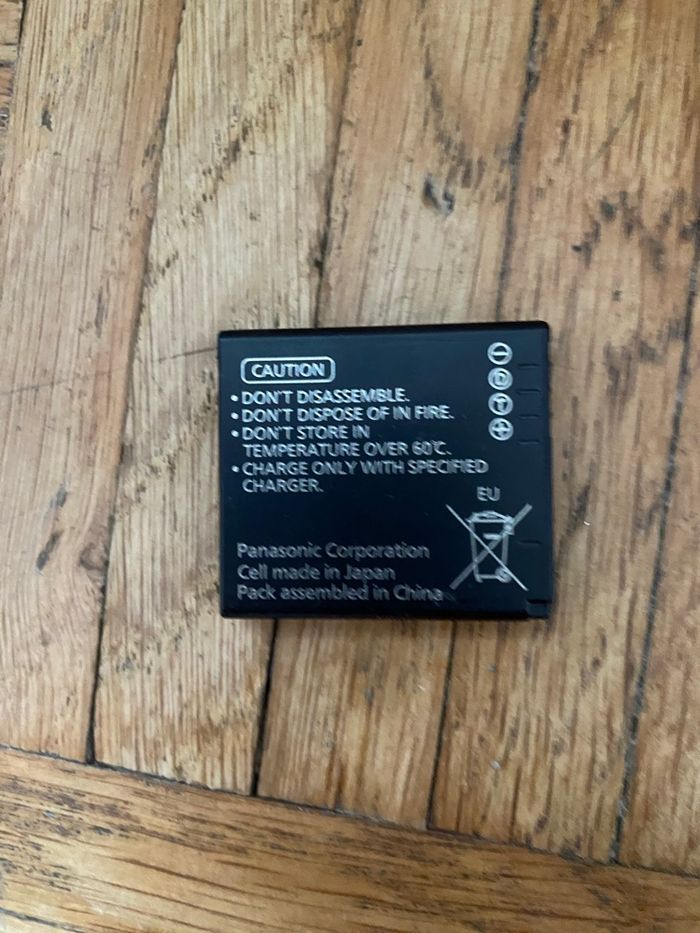 CAUTION
• DON'T DISASSEMBLE.
• DON'T DISPOSE OF IN FIRE.
• DON'T STORE IN
TEMPERATURE OVER 60℃.
• CHARGE ONLY WITH SPECIFIED
CHARGER.
⊖
D
T
⊕
EU
Panasonic Corporation
Cell made in Japan
Pack assembled in China